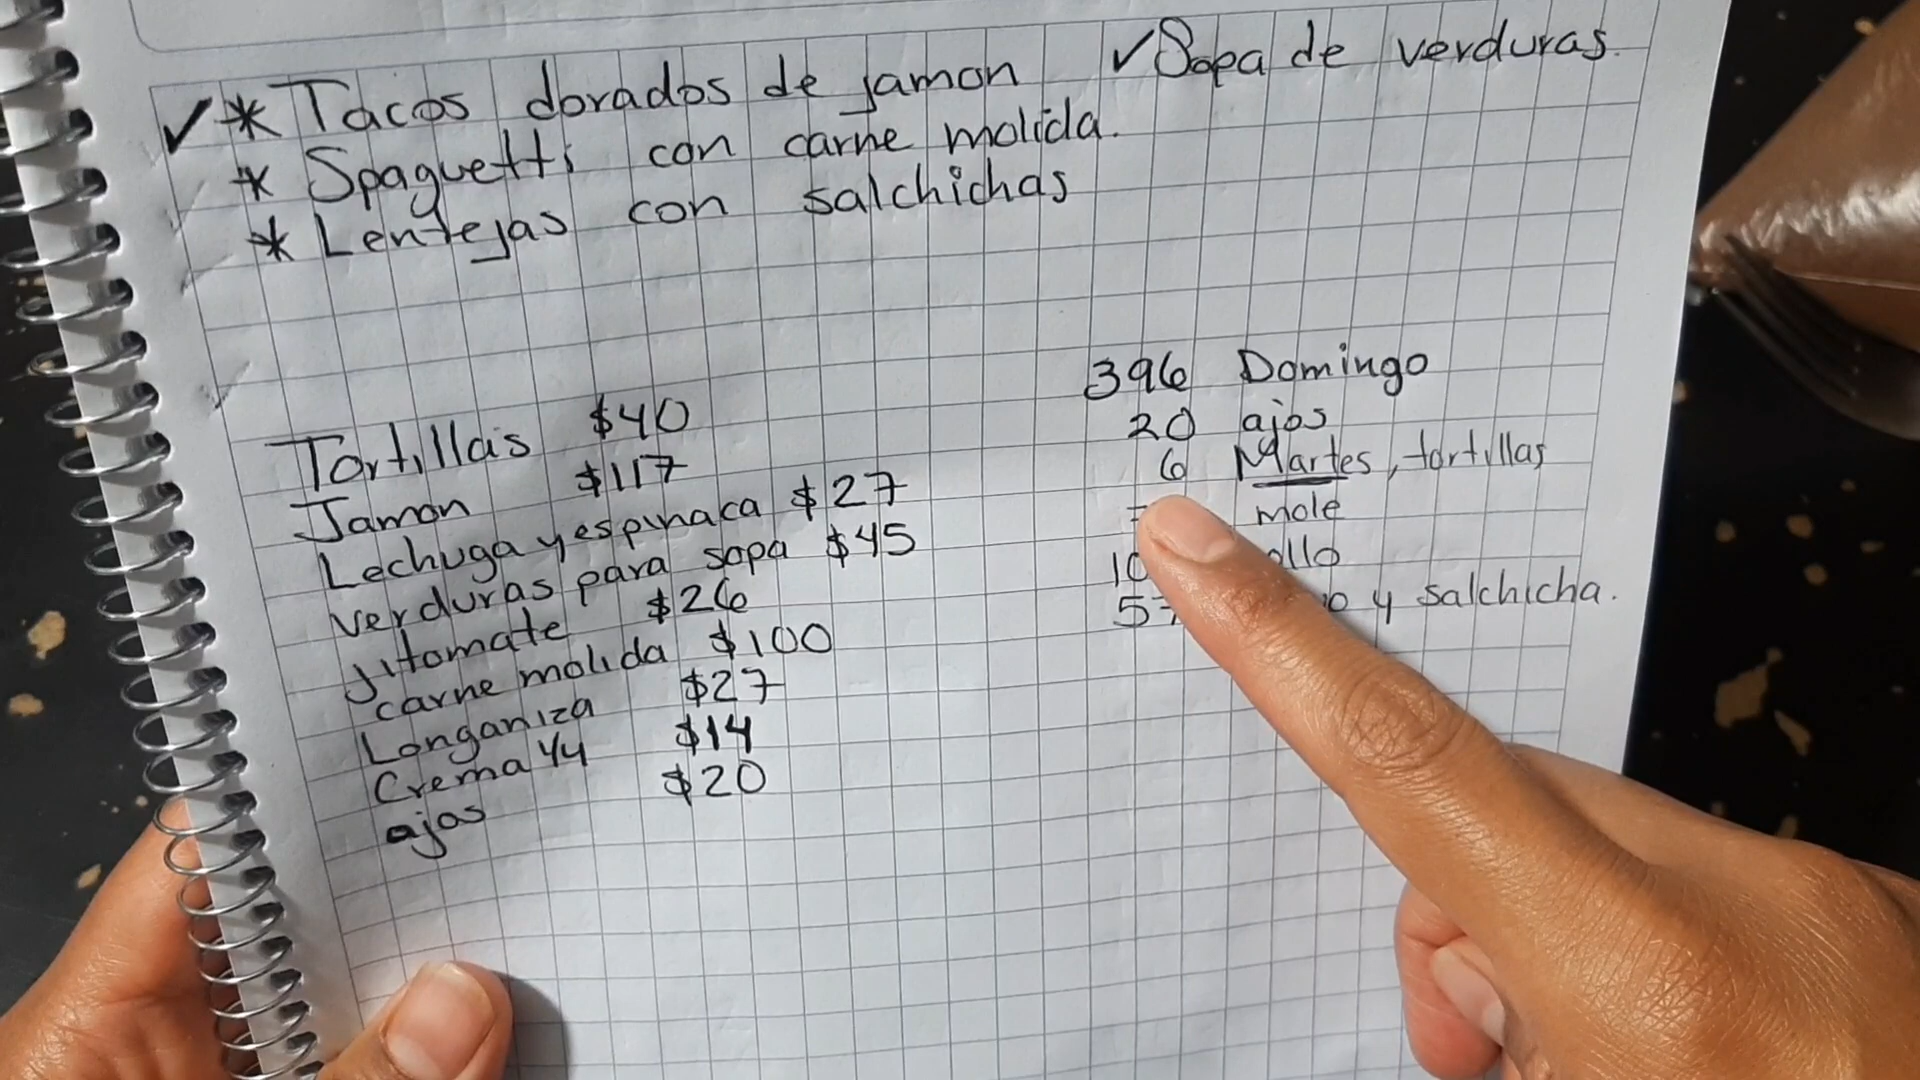 ✓* Tacos dorados de jamon ✓Sopa de verduras.
* Spaguetti con carne molida.
* Lentejas con salchichas
Tortillas $40
Jamon $117
Lechuga y espinaca $27
verduras para sopa $45
jitomate $26
carne molida $100
Longaniza $27
Crema 1/4 $14
ajos $20
396 Domingo
20 ajos
6 Martes, tortillas
mole
y salchicha.